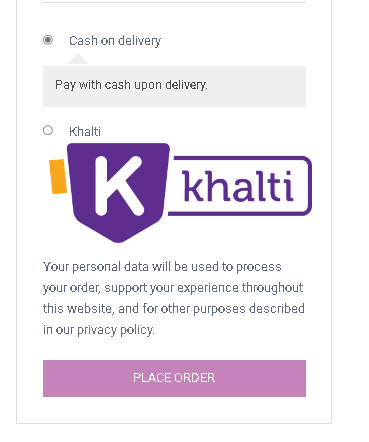 Cash on delivery
Pay with cash upon delivery.
Khalti
K khalti
Your personal data will be used to process
your order, support your experience throughout
this website, and for other purposes described
in our privacy policy.
PLACE ORDER